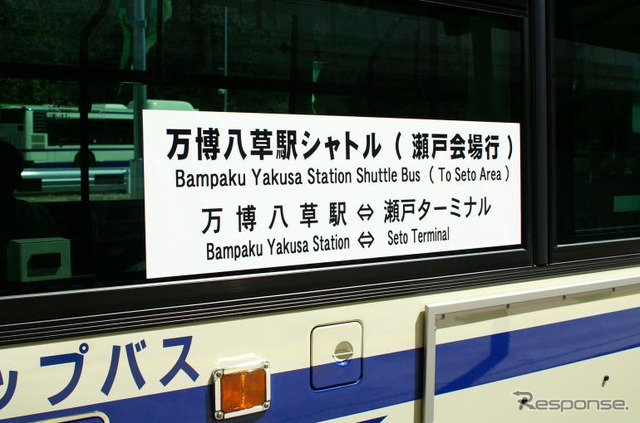 万博八草駅シャトル（瀬戸会場行）
Bampaku Yakusa Station Shuttle Bus （To Seto Area）
万博八草駅⇔瀬戸ターミナル
Bampaku Yakusa Station ⇔ Seto Terminal
ップバス
Response.